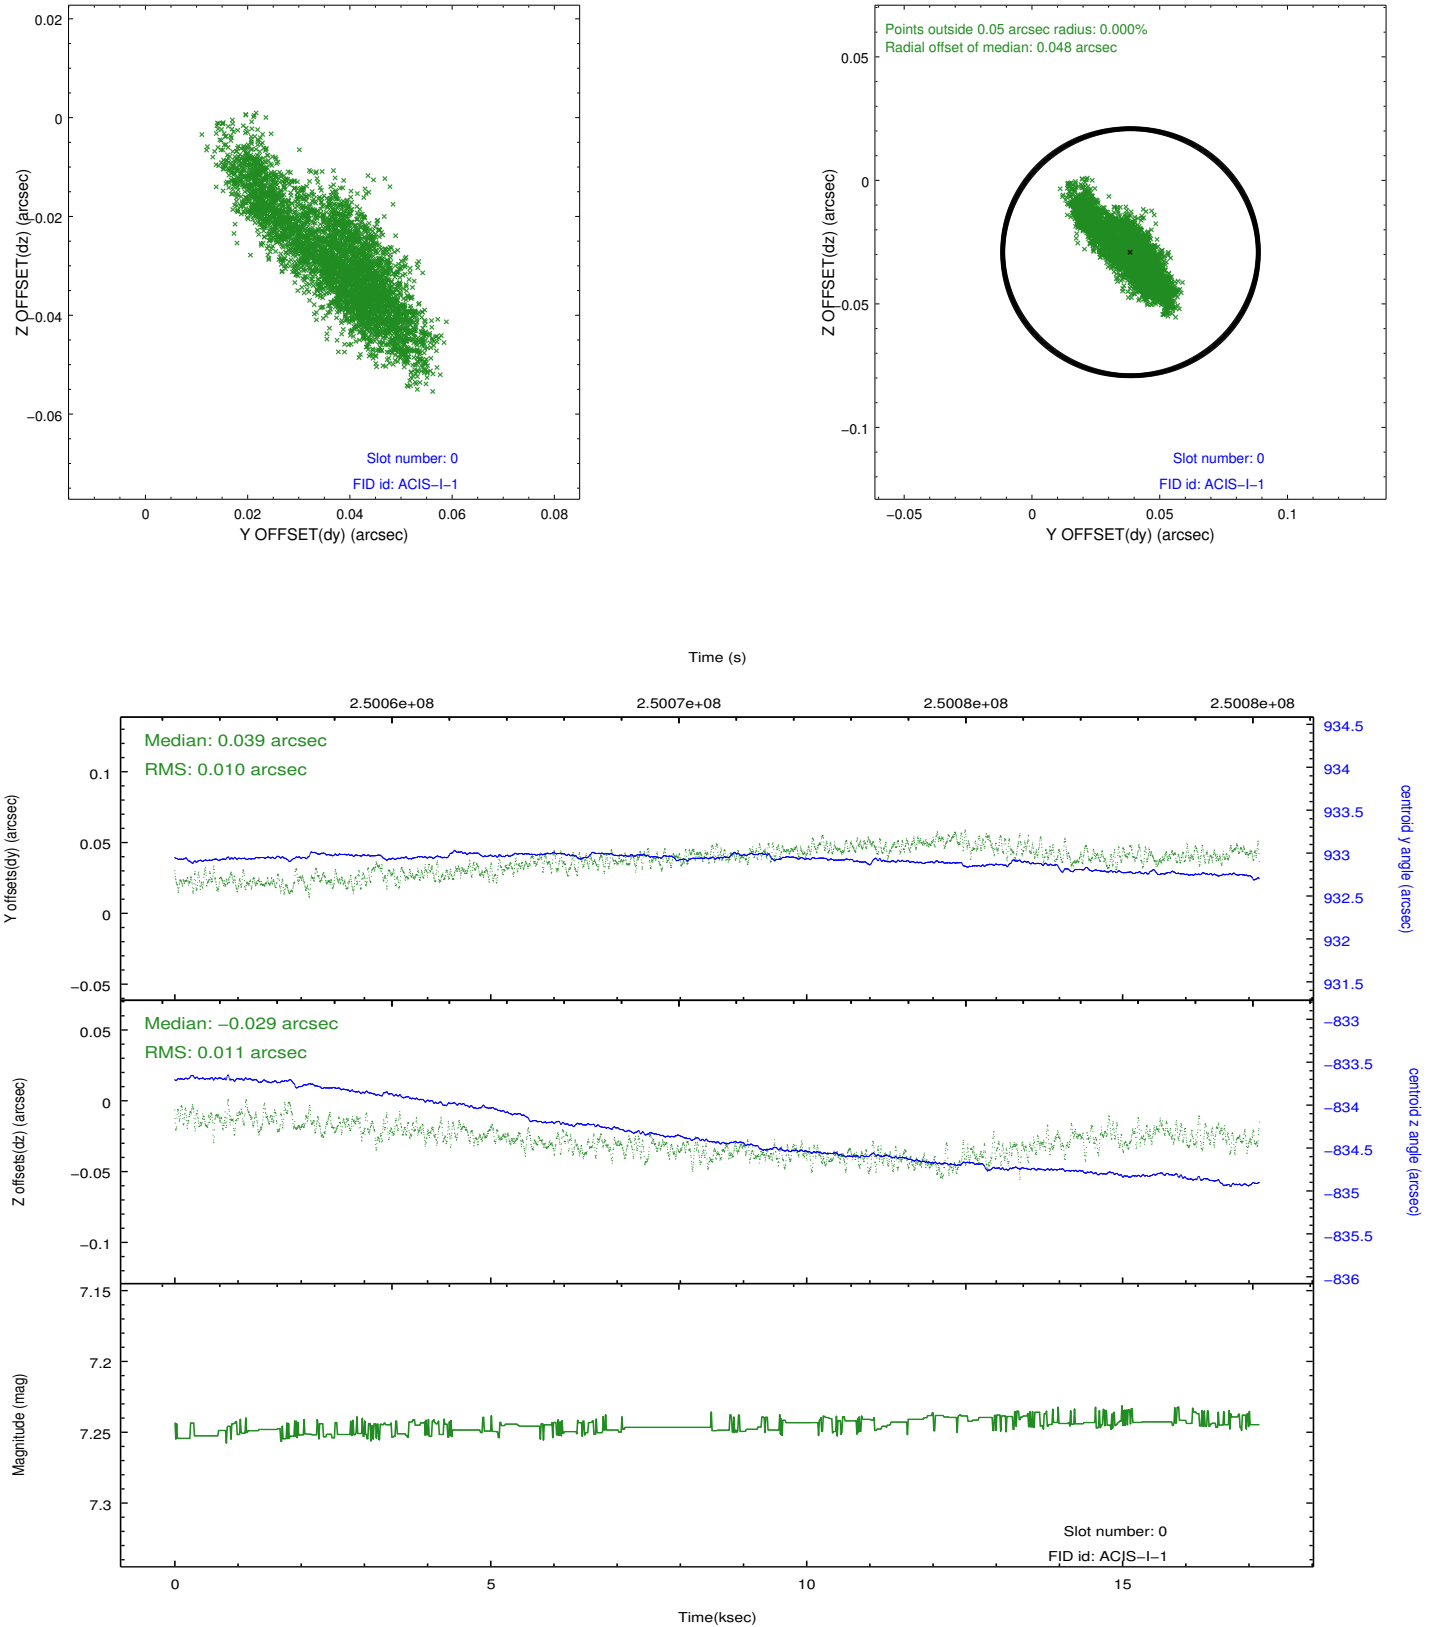 0.02
0
−0.02
−0.04
−0.06
Z OFFSET(dz) (arcsec)
Slot number: 0
FID id: ACIS−I−1
0
0.02
0.04
0.06
0.08
Y OFFSET(dy) (arcsec)
Points outside 0.05 arcsec radius: 0.000%
Radial offset of median: 0.048 arcsec
0.05
0
−0.05
−0.1
Z OFFSET(dz) (arcsec)
Slot number: 0
FID id: ACIS−I−1
−0.05
0
0.05
0.1
Y OFFSET(dy) (arcsec)
Time (s)
2.5006e+08
2.5007e+08
2.5008e+08
2.5008e+08
Median: 0.039 arcsec
RMS: 0.010 arcsec
0.1
0.05
0
−0.05
Y offsets(dy) (arcsec)
934.5
934
933.5
933
932.5
932
931.5
centroid y angle (arcsec)
Median: −0.029 arcsec
RMS: 0.011 arcsec
0.05
0
−0.05
−0.1
Z offsets(dz) (arcsec)
−833
−833.5
−834
−834.5
−835
−835.5
−836
centroid z angle (arcsec)
7.15
7.2
7.25
7.3
Magnitude (mag)
Slot number: 0
FID id: ACIS−I−1
0
5
10
15
Time(ksec)